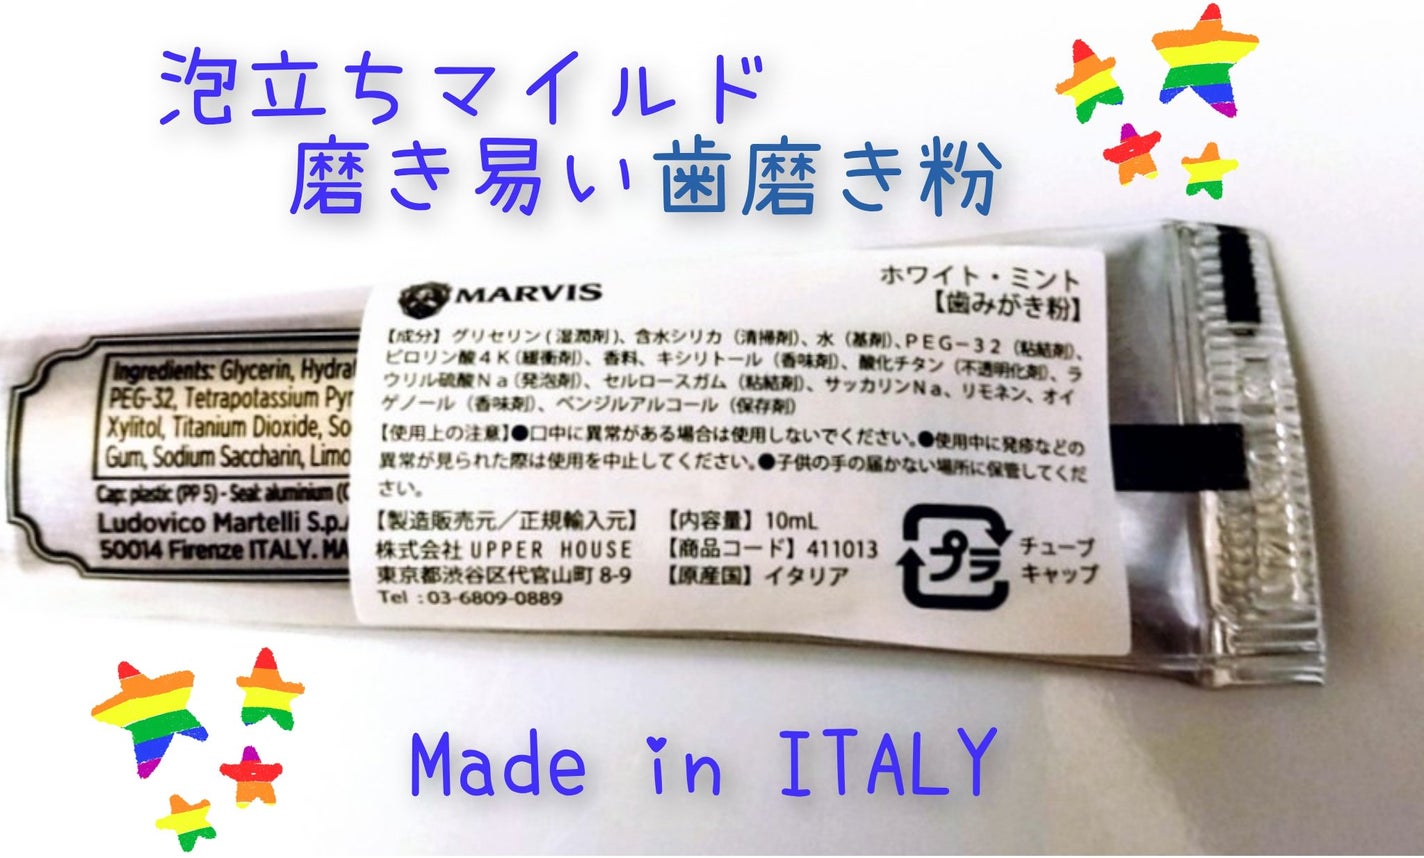 泡立ちマイルド
磨き易い歯磨き粉
MARVIS
ホワイト・ミント
【歯みがき粉】
【成分】グリセリン(湿潤剤)、含水シリカ（清掃剤)、水（基剤）､PEG−32（粘結剤)、
ピロリン酸４Ｋ(緩衝剤)、香料、キシリトール（香味剤)、酸化チタン（不透明化剤)、ラ
ウリル硫酸Ｎａ(発泡剤)、セルロースガム（粘結剤)、サッカリンＮａ、リモネン、オイ
ゲノール（香味剤)、ベンジルアルコール（保存剤)
【使用上の注意】●口中に異常がある場合は使用しないでください。●使用中に発疹などの
異常が見られた際は使用を中止してください。●子供の手の届かない場所に保管してくだ
さい。
【製造販売元／正規輸入元】
株式会社 UPPER HOUSE
東京都渋谷区代官山町 8-9
Tel : 03-6809-0889
【内容量】10mL
【商品コード】411013
【原産国】イタリア
プラ
チューブ
キャップ
Ingredients: Glycerin, Hydrat
PEG-32, Tetrapotassium Pyr
Xylitol, Titanium Dioxide, So
Gum, Sodium Saccharin, Limo
Cap: plastic (PP 5) - Seal: aluminium (
Ludovico Martelli S.p.
50014 Firenze ITALY. MA
Made in ITALY